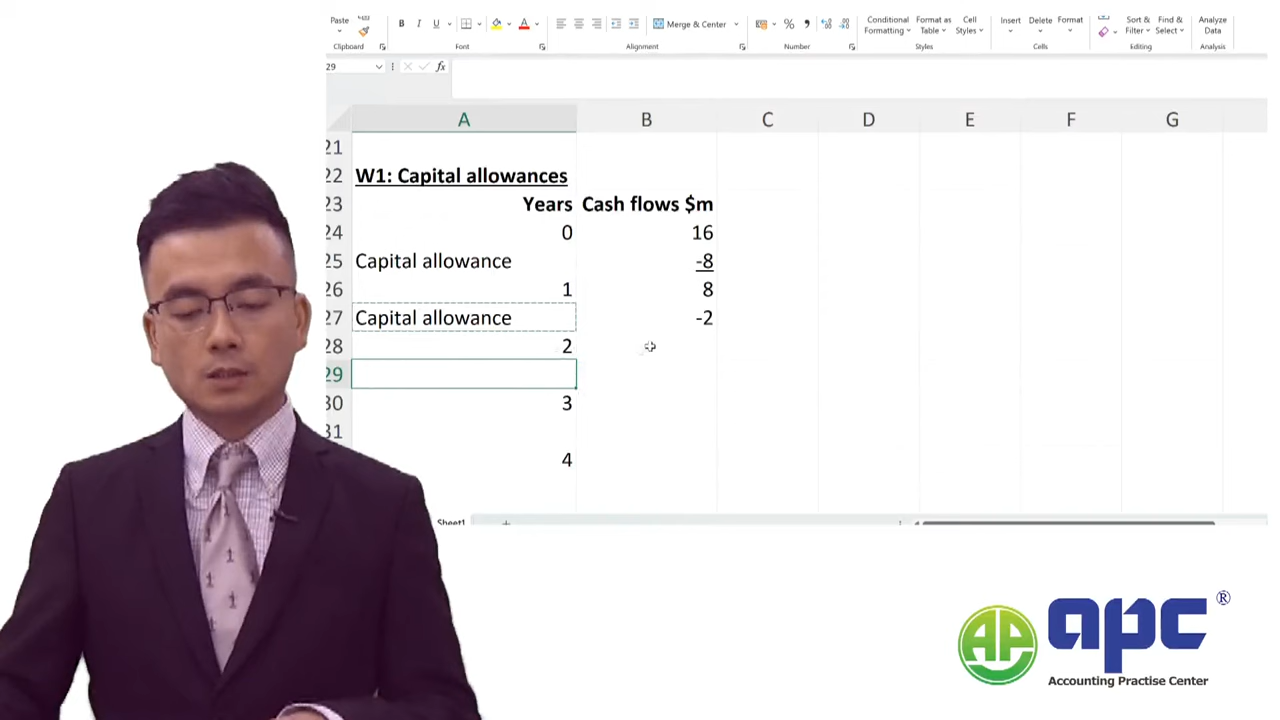 Paste
B I U A
Merge & Center
% ,
Conditional Format as Cell
Formatting Table Styles
Insert Delete Format
Sort & Find &
Filter Select
Analyze
Data
Clipboard Font Alignment Number Styles Cells Editing Analysis
29 fx
A B C D E F G
21
22 W1: Capital allowances
23 Years Cash flows $m
24 0 16
25 Capital allowance -8
26 1 8
27 Capital allowance -2
28 2
29
30 3
31
4
Sheet1 +
AP apc ®
Accounting Practise Center